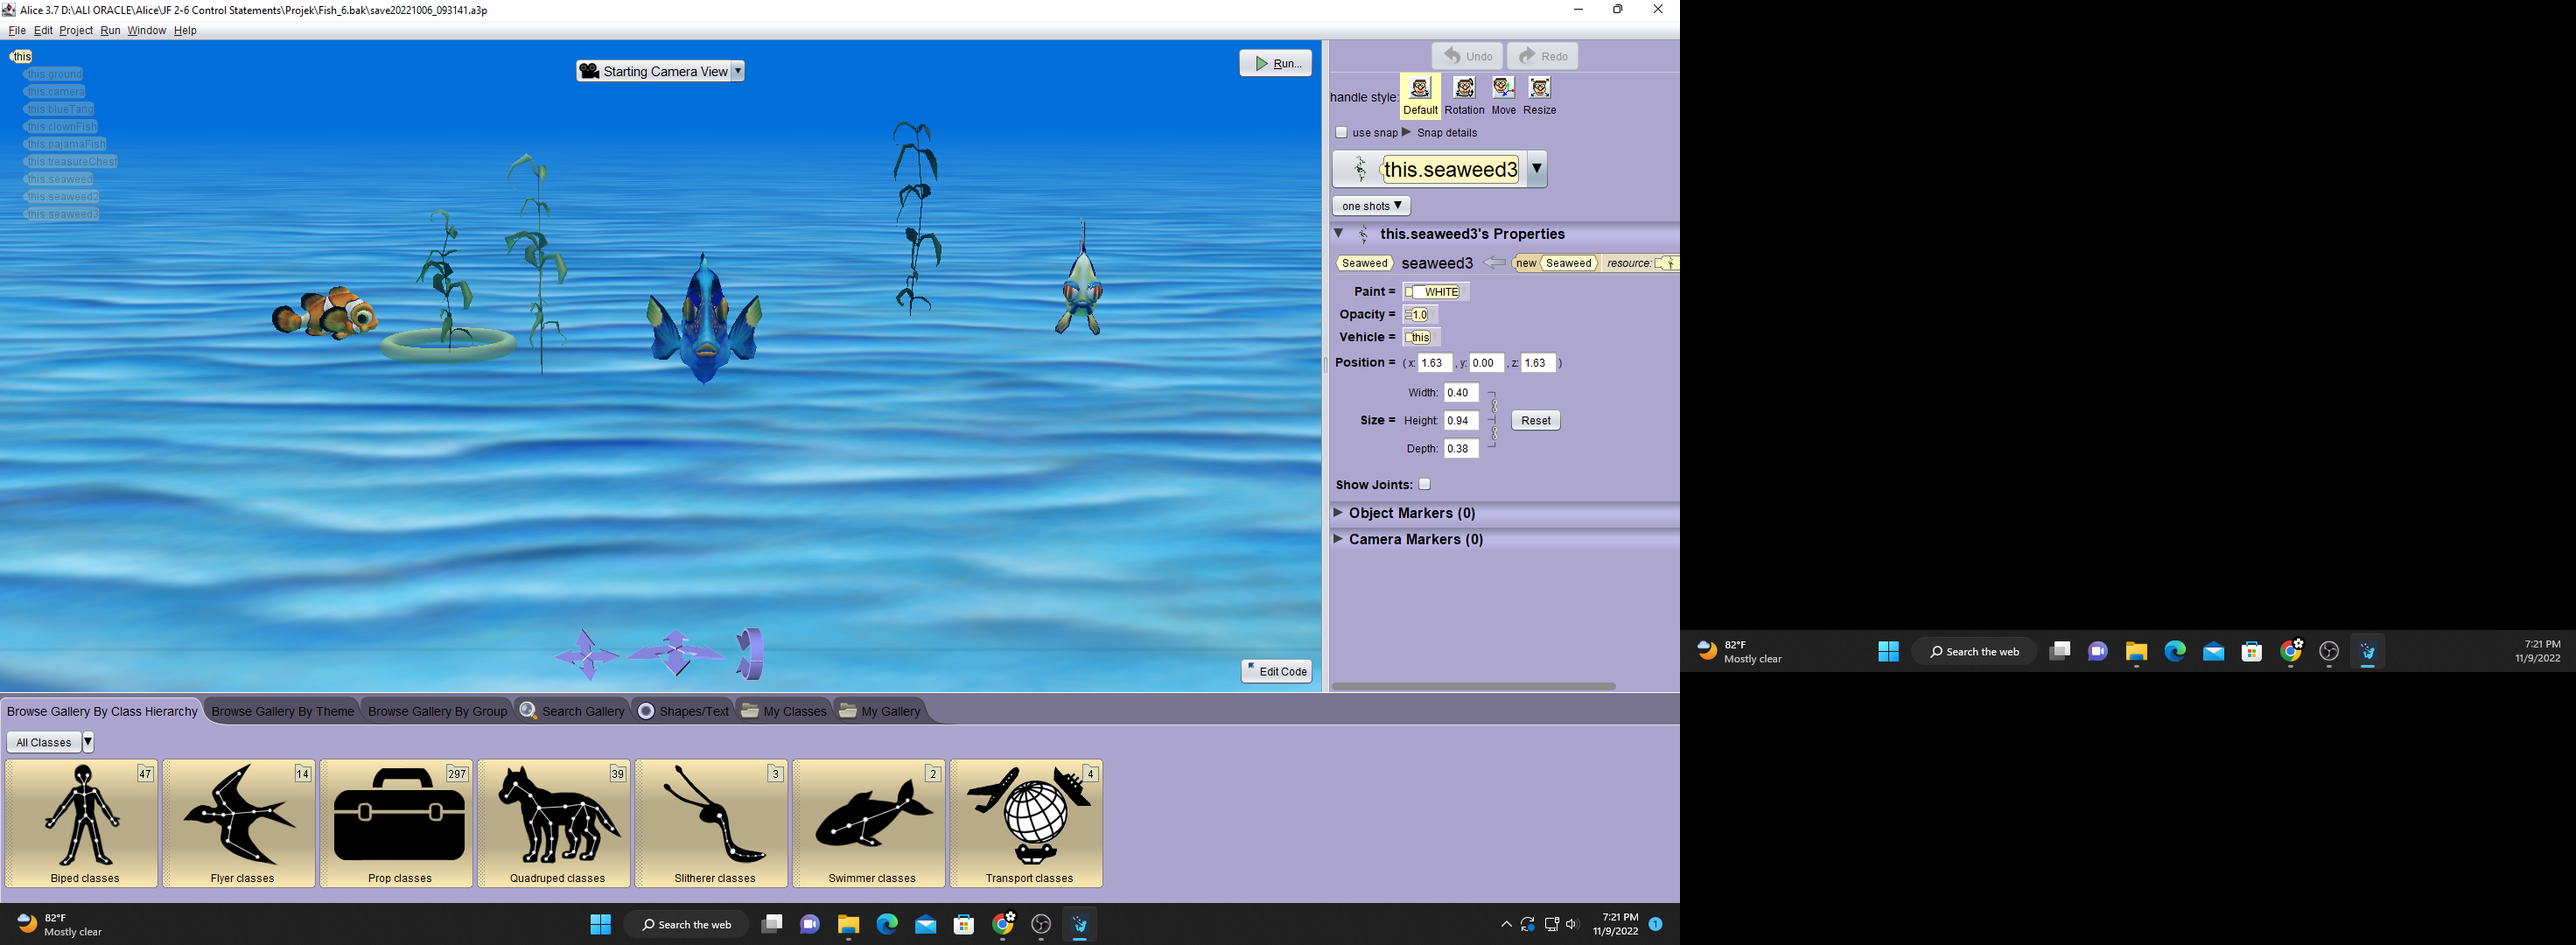 Alice 3.7 D:\ALI ORACLE\Alice\JF 2-6 Control Statements\Projek\Fish_6.bak\save20221006_093141.a3p
File Edit Project Run Window Help
this
this.ground
this.camera
this.blueTang
this.clownFish
this.pajamaFish
this.treasureChest
this.seaweed
this.seaweed2
this.seaweed3
Starting Camera View
Run...
Edit Code
Undo Redo
handle style: Default Rotation Move Resize
use snap Snap details
this.seaweed3
one shots
this.seaweed3's Properties
Seaweed seaweed3 new Seaweed resource:
Paint = WHITE
Opacity = 1.0
Vehicle = this
Position = ( x: 1.63 , y: 0.00 , z: 1.63 )
Width: 0.40
Size = Height: 0.94 Reset
Depth: 0.38
Show Joints:
Object Markers (0)
Camera Markers (0)
Browse Gallery By Class Hierarchy Browse Gallery By Theme Browse Gallery By Group Search Gallery Shapes/Text My Classes My Gallery
All Classes
47 14 297 39 3 2 4
Biped classes Flyer classes Prop classes Quadruped classes Slitherer classes Swimmer classes Transport classes
82°F
Mostly clear
Search the web
7:21 PM
11/9/2022
1
82°F
Mostly clear
Search the web
7:21 PM
11/9/2022